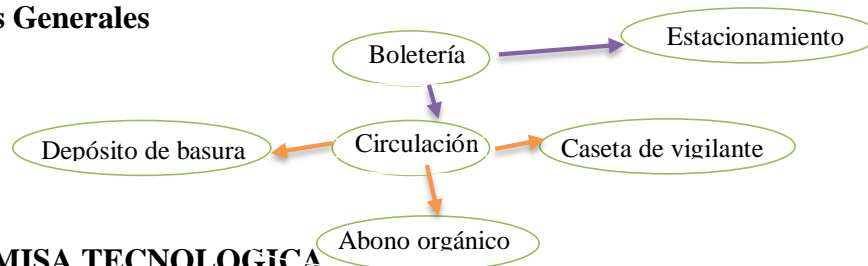 s Generales
Boletería
Estacionamiento
Depósito de basura
Circulación
Caseta de vigilante
Abono orgánico
MISA TECNOLOGICA